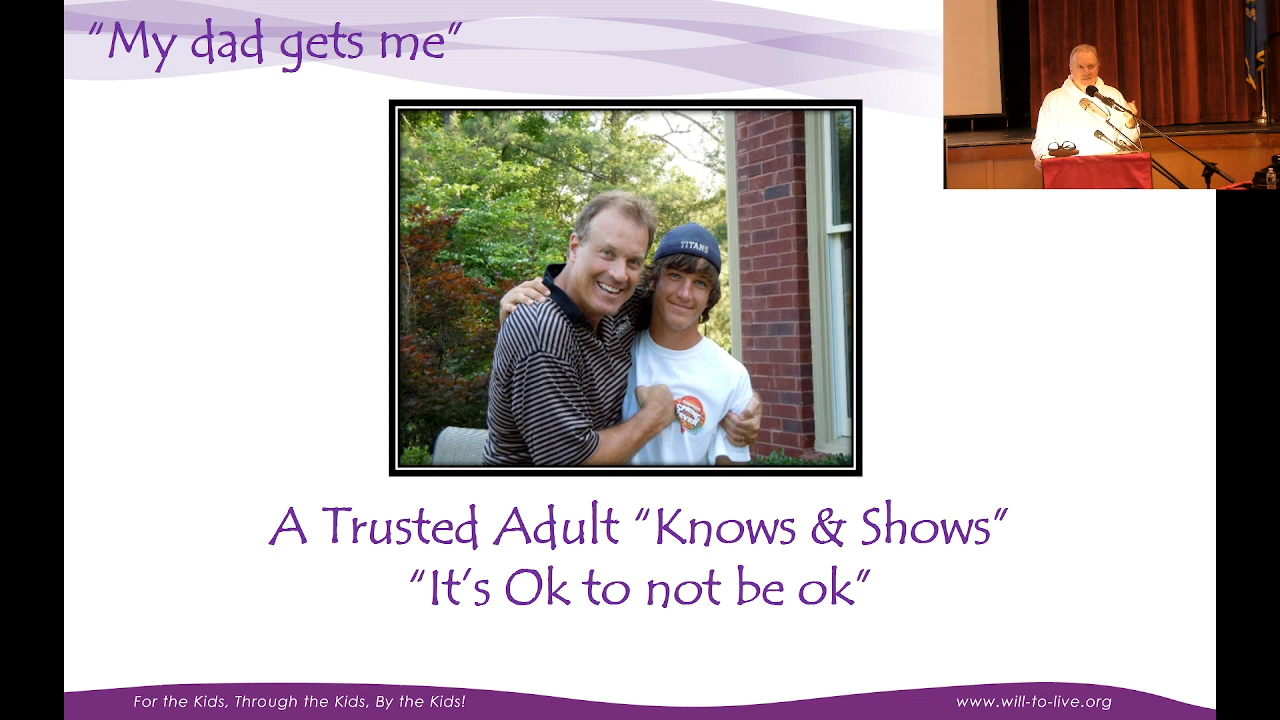 “My dad gets me”
TITANS
A Trusted Adult “Knows & Shows”
“It’s Ok to not be ok”
For the Kids, Through the Kids, By the Kids!
www.will-to-live.org